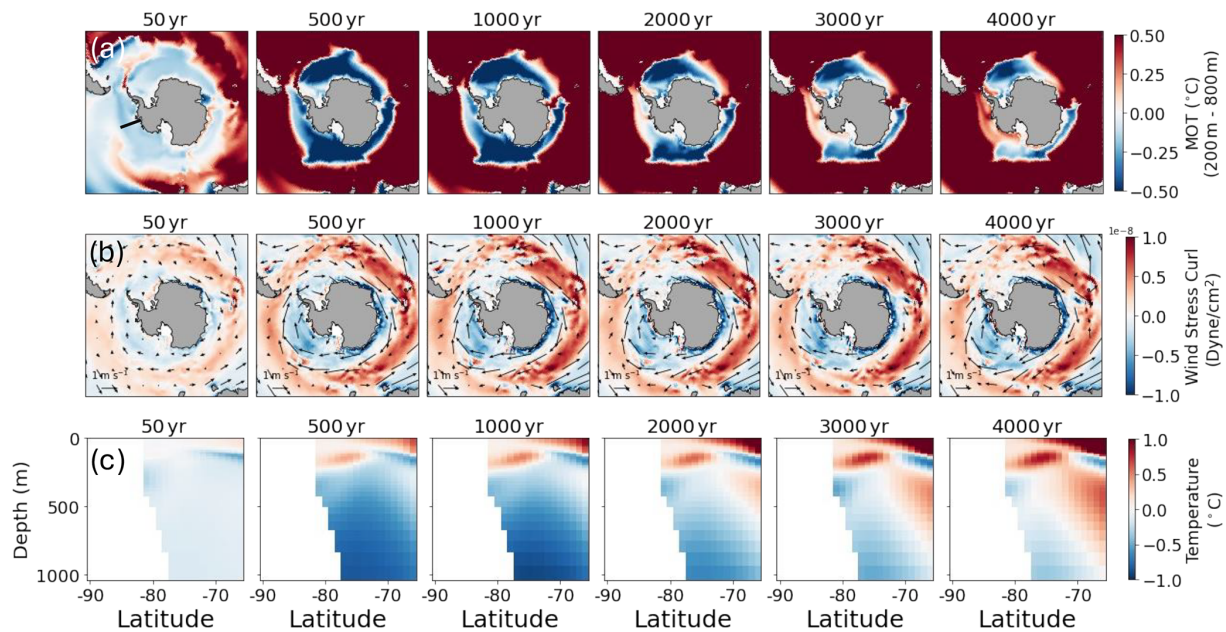 50 yr 500 yr 1000 yr 2000 yr 3000 yr 4000 yr
(a)
0.50
0.25
0.00
−0.25
−0.50
MOT (°C)
(200m - 800m)
50 yr 500 yr 1000 yr 2000 yr 3000 yr 4000 yr
(b)
1 m s⁻¹ 1 m s⁻¹ 1 m s⁻¹ 1 m s⁻¹ 1 m s⁻¹ 1 m s⁻¹
1e−8
1.0
0.5
0.0
−0.5
−1.0
Wind Stress Curl
(Dyne/cm²)
50 yr 500 yr 1000 yr 2000 yr 3000 yr 4000 yr
(c)
Depth (m)
0
500
1000
-90 -80 -70 -90 -80 -70 -90 -80 -70 -90 -80 -70 -90 -80 -70 -90 -80 -70
Latitude Latitude Latitude Latitude Latitude Latitude
1.0
0.5
0.0
−0.5
−1.0
Temperature
(°C)